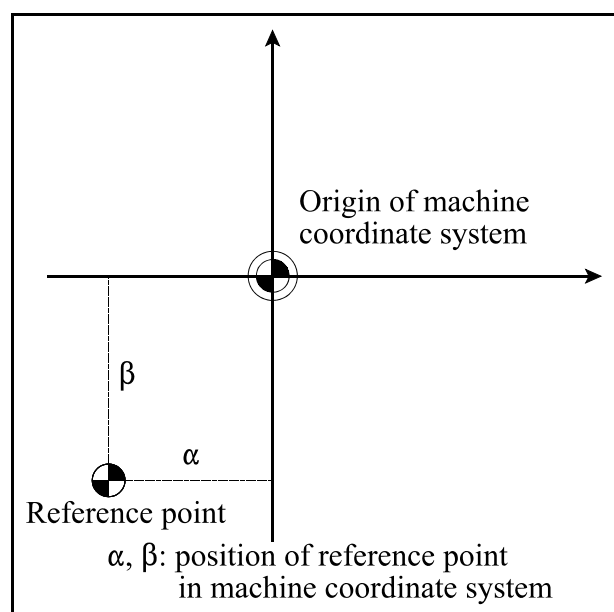 Origin of machine
coordinate system
β
α
Reference point
α, β: position of reference point
in machine coordinate system